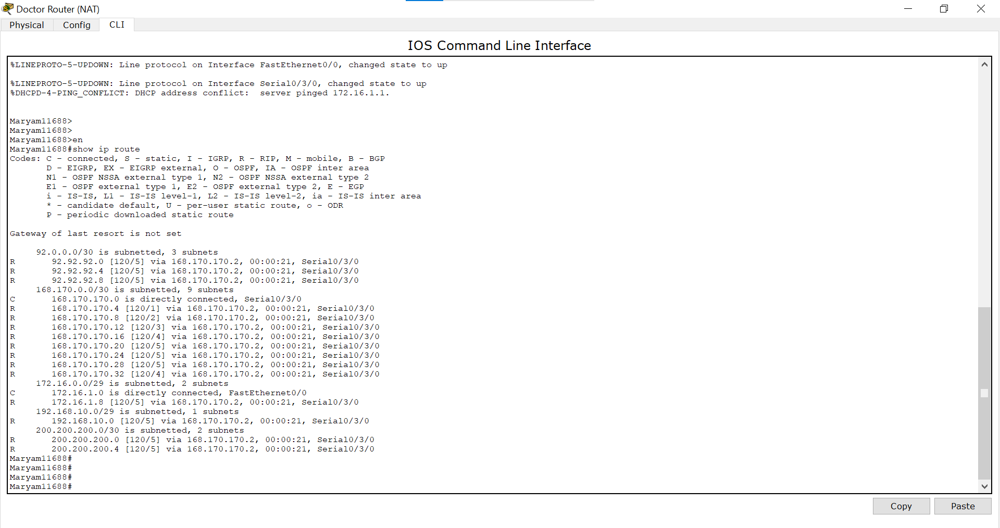 Doctor Router (NAT)
Physical Config CLI
IOS Command Line Interface
%LINEPROTO-5-UPDOWN: Line protocol on Interface FastEthernet0/0, changed state to up
%LINEPROTO-5-UPDOWN: Line protocol on Interface Serial0/3/0, changed state to up
%DHCPD-4-PING_CONFLICT: DHCP address conflict:  server pinged 172.16.1.1.
Maryam11688>
Maryam11688>
Maryam11688>en
Maryam11688#show ip route
Codes: C - connected, S - static, I - IGRP, R - RIP, M - mobile, B - BGP
       D - EIGRP, EX - EIGRP external, O - OSPF, IA - OSPF inter area
       N1 - OSPF NSSA external type 1, N2 - OSPF NSSA external type 2
       E1 - OSPF external type 1, E2 - OSPF external type 2, E - EGP
       i - IS-IS, L1 - IS-IS level-1, L2 - IS-IS level-2, ia - IS-IS inter area
       * - candidate default, U - per-user static route, o - ODR
       P - periodic downloaded static route
Gateway of last resort is not set
     92.0.0.0/30 is subnetted, 3 subnets
R       92.92.92.0 [120/5] via 168.170.170.2, 00:00:21, Serial0/3/0
R       92.92.92.4 [120/5] via 168.170.170.2, 00:00:21, Serial0/3/0
R       92.92.92.8 [120/5] via 168.170.170.2, 00:00:21, Serial0/3/0
     168.170.0.0/30 is subnetted, 9 subnets
C       168.170.170.0 is directly connected, Serial0/3/0
R       168.170.170.4 [120/1] via 168.170.170.2, 00:00:21, Serial0/3/0
R       168.170.170.8 [120/2] via 168.170.170.2, 00:00:21, Serial0/3/0
R       168.170.170.12 [120/3] via 168.170.170.2, 00:00:21, Serial0/3/0
R       168.170.170.16 [120/4] via 168.170.170.2, 00:00:21, Serial0/3/0
R       168.170.170.20 [120/5] via 168.170.170.2, 00:00:21, Serial0/3/0
R       168.170.170.24 [120/5] via 168.170.170.2, 00:00:21, Serial0/3/0
R       168.170.170.28 [120/5] via 168.170.170.2, 00:00:21, Serial0/3/0
R       168.170.170.32 [120/4] via 168.170.170.2, 00:00:21, Serial0/3/0
     172.16.0.0/29 is subnetted, 2 subnets
C       172.16.1.0 is directly connected, FastEthernet0/0
R       172.16.1.8 [120/5] via 168.170.170.2, 00:00:21, Serial0/3/0
     192.168.10.0/29 is subnetted, 1 subnets
R       192.168.10.0 [120/5] via 168.170.170.2, 00:00:21, Serial0/3/0
     200.200.200.0/30 is subnetted, 2 subnets
R       200.200.200.0 [120/5] via 168.170.170.2, 00:00:21, Serial0/3/0
R       200.200.200.4 [120/5] via 168.170.170.2, 00:00:21, Serial0/3/0
Maryam11688#
Maryam11688#
Maryam11688#
Maryam11688#
Copy Paste